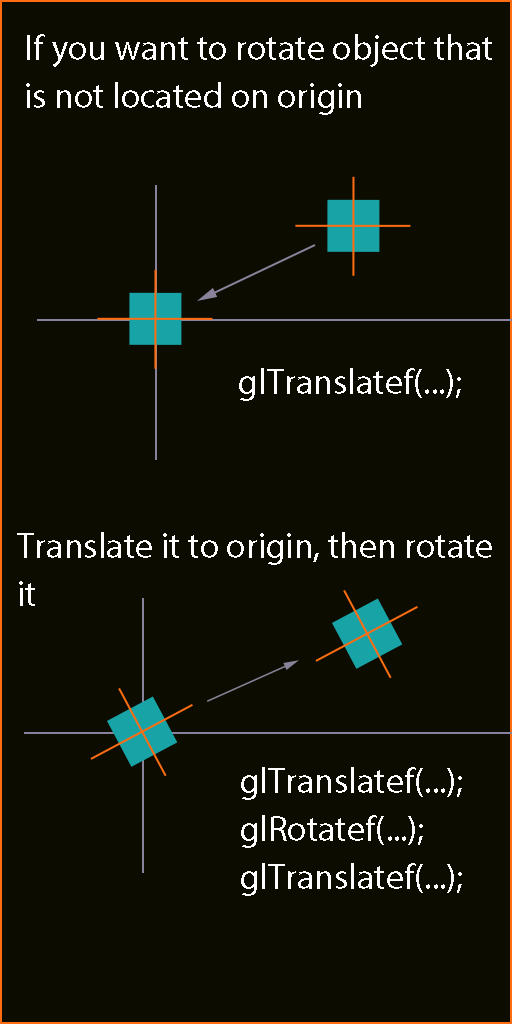 If you want to rotate object that
is not located on origin
glTranslatef(...);
Translate it to origin, then rotate
it
glTranslatef(...);
glRotatef(...);
glTranslatef(...);